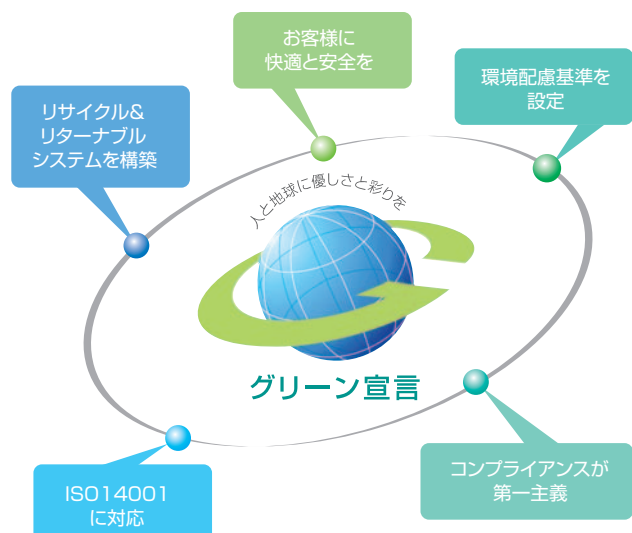 お客様に
快適と安全を
環境配慮基準を
設定
リサイクル&
リターナブル
システムを構築
人と地球に優しさと彩りを
グリーン宣言
コンプライアンスが
第一主義
ISO14001
に対応